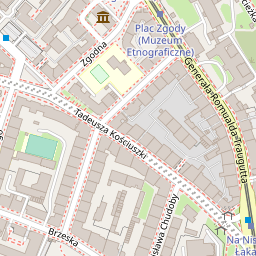 Plac Zgody
(Muzeum
Etnograficzne)
Zgodna
Generała Romualda Traugutta
Tadeusza Kościuszki
Brzeska
Na Nis
Łąka